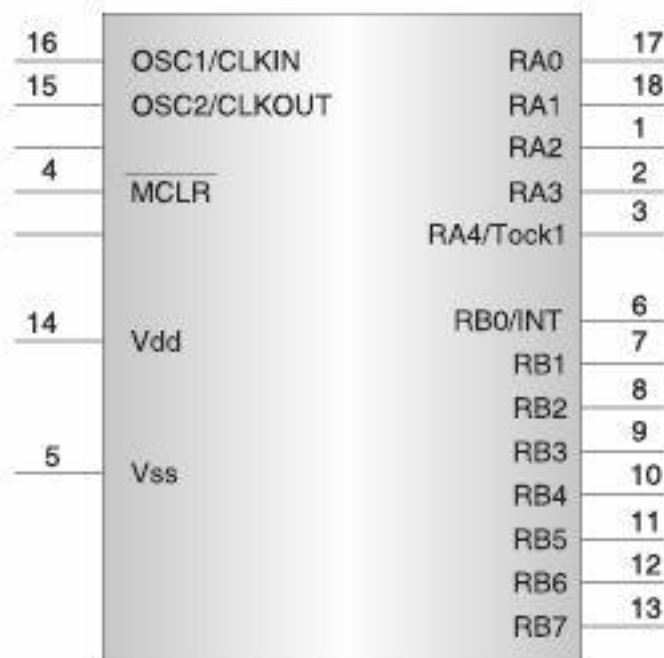 16 OSC1/CLKIN RA0 17
15 OSC2/CLKOUT RA1 18
RA2 1
4 MCLR RA3 2
RA4/Tock1 3
RB0/INT 6
14 Vdd RB1 7
RB2 8
RB3 9
5 Vss RB4 10
RB5 11
RB6 12
RB7 13